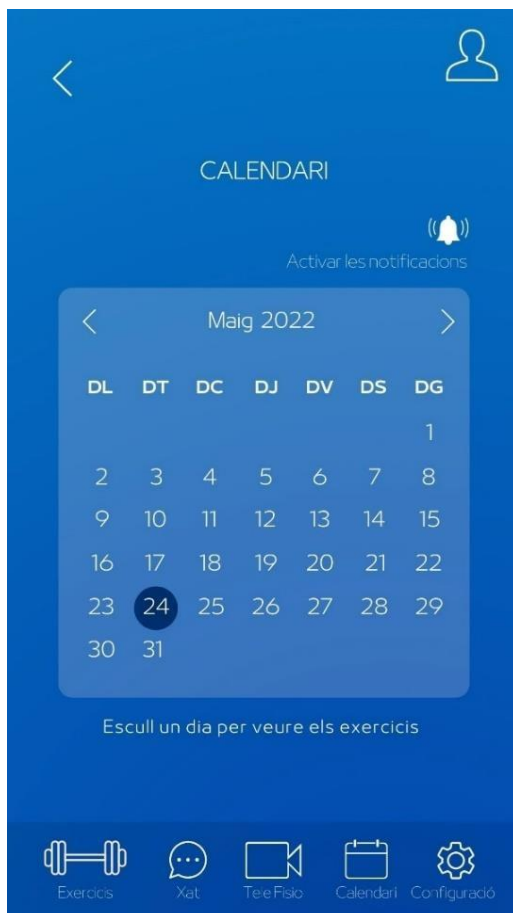 CALENDARI
Activar les notificacions
Maig 2022
DL DT DC DJ DV DS DG
1
2 3 4 5 6 7 8
9 10 11 12 13 14 15
16 17 18 19 20 21 22
23 24 25 26 27 28 29
30 31
Escull un dia per veure els exercicis
Exercicis Xat Tele Fisio Calendari Configuració